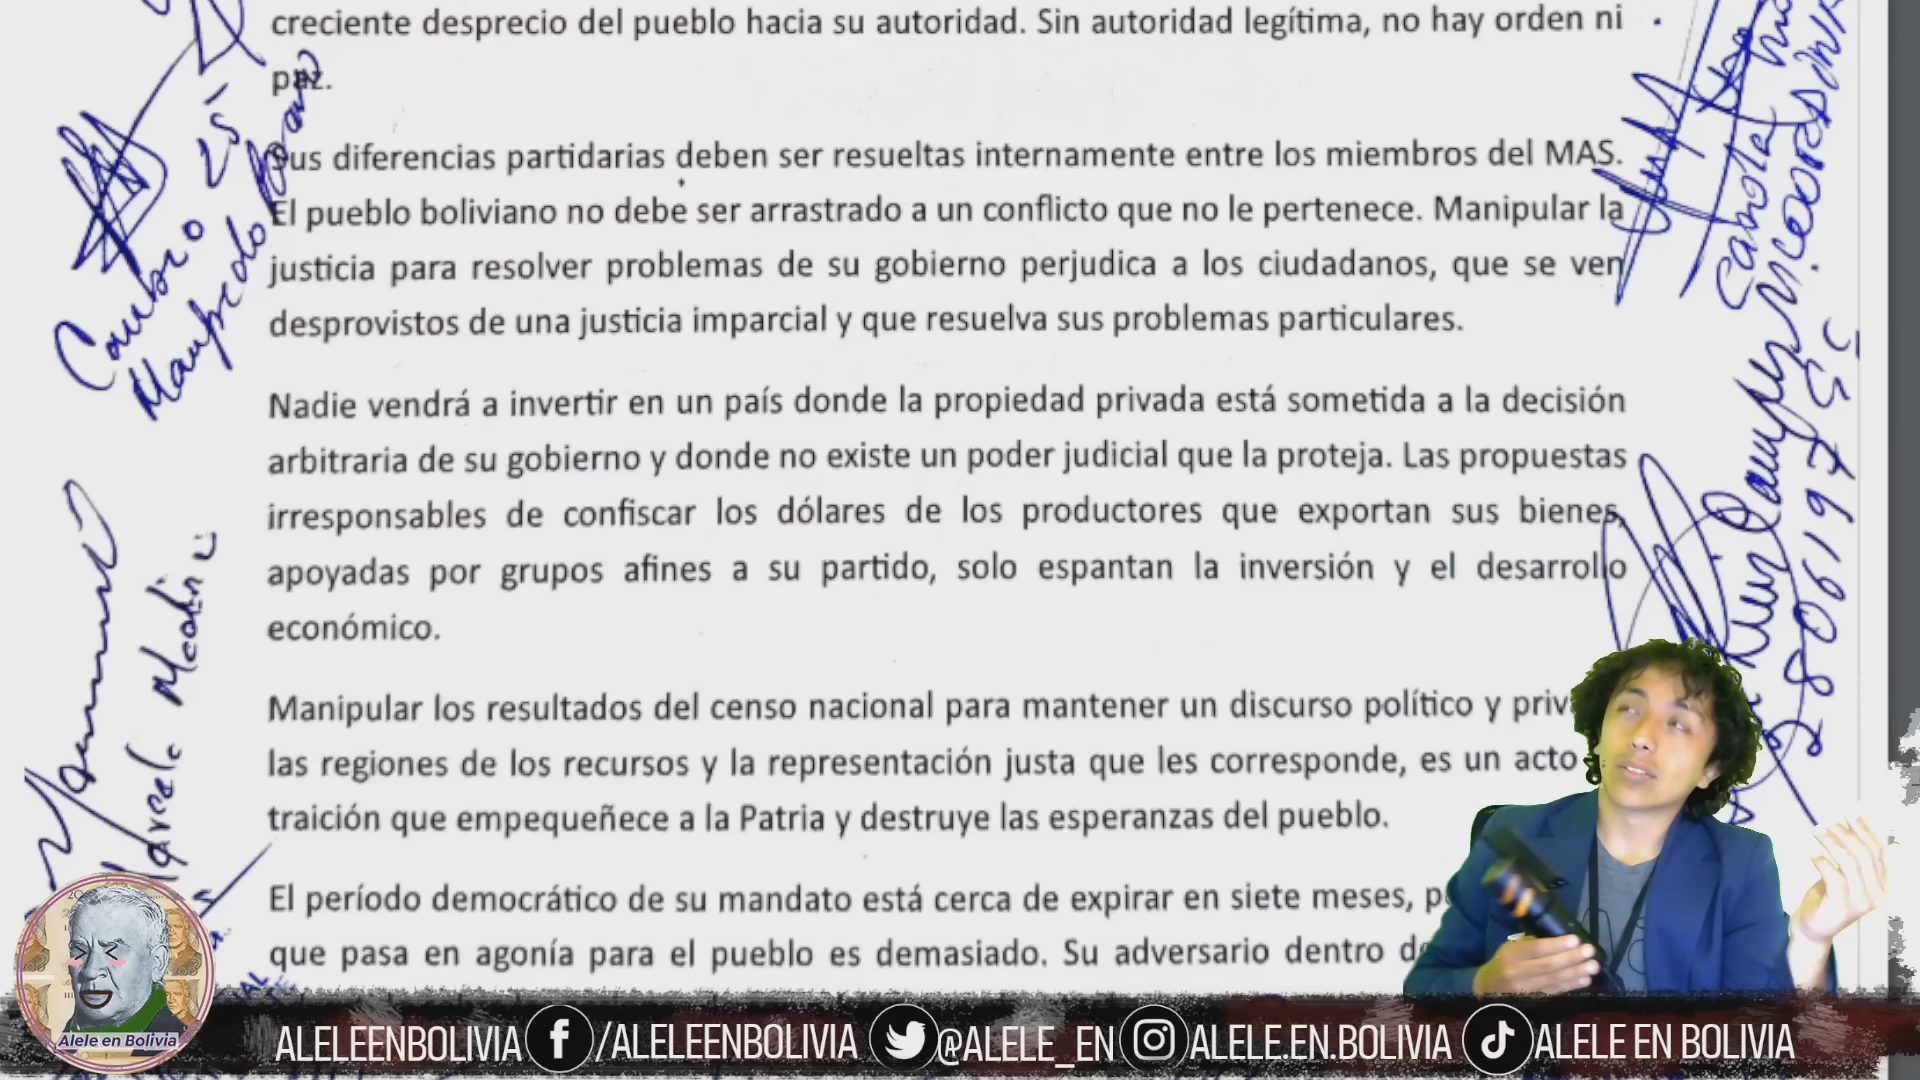 creciente desprecio del pueblo hacia su autoridad. Sin autoridad legítima, no hay orden ni
paz.
Sus diferencias partidarias deben ser resueltas internamente entre los miembros del MAS.
El pueblo boliviano no debe ser arrastrado a un conflicto que no le pertenece. Manipular la
justicia para resolver problemas de su gobierno perjudica a los ciudadanos, que se ven
desprovistos de una justicia imparcial y que resuelva sus problemas particulares.
Nadie vendrá a invertir en un país donde la propiedad privada está sometida a la decisión
arbitraria de su gobierno y donde no existe un poder judicial que la proteja. Las propuestas
irresponsables de confiscar los dólares de los productores que exportan sus bienes,
apoyadas por grupos afines a su partido, solo espantan la inversión y el desarrollo
económico.
Manipular los resultados del censo nacional para mantener un discurso político y priv
las regiones de los recursos y la representación justa que les corresponde, es un acto
traición que empequeñece a la Patria y destruye las esperanzas del pueblo.
El período democrático de su mandato está cerca de expirar en siete meses, p
que pasa en agonía para el pueblo es demasiado. Su adversario dentro d
Manfredo
Marcelo Medina
2806197 SC
Alele en Bolivia
ALELEENBOLIVIA /ALELEENBOLIVIA @ALELE_EN ALELE.EN.BOLIVIA ALELE EN BOLIVIA